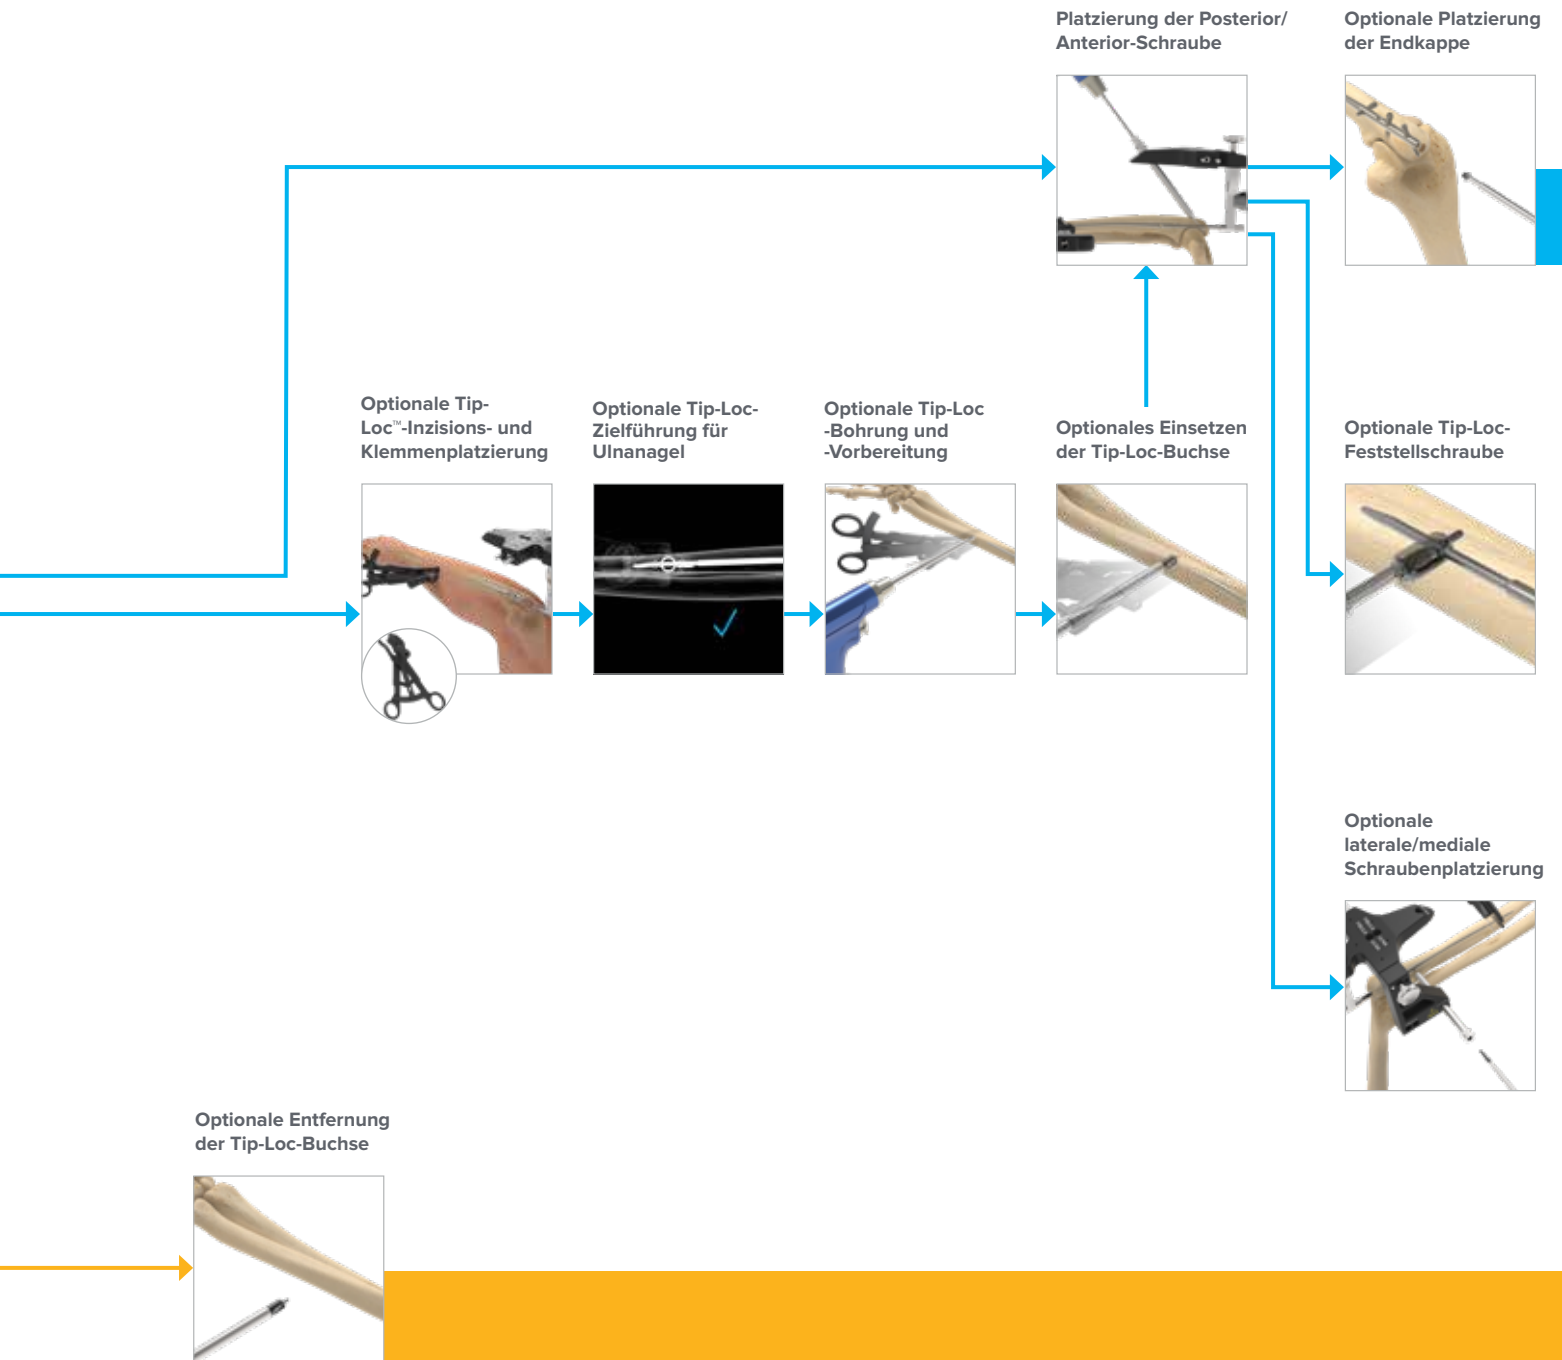 Platzierung der Posterior/
Anterior-Schraube
Optionale Platzierung
der Endkappe
Optionale Tip-
Loc™-Inzisions- und
Klemmenplatzierung
Optionale Tip-Loc-
Zielführung für
Ulnanagel
Optionale Tip-Loc
-Bohrung und
-Vorbereitung
Optionales Einsetzen
der Tip-Loc-Buchse
Optionale Tip-Loc-
Feststellschraube
Optionale
laterale/mediale
Schraubenplatzierung
Optionale Entfernung
der Tip-Loc-Buchse